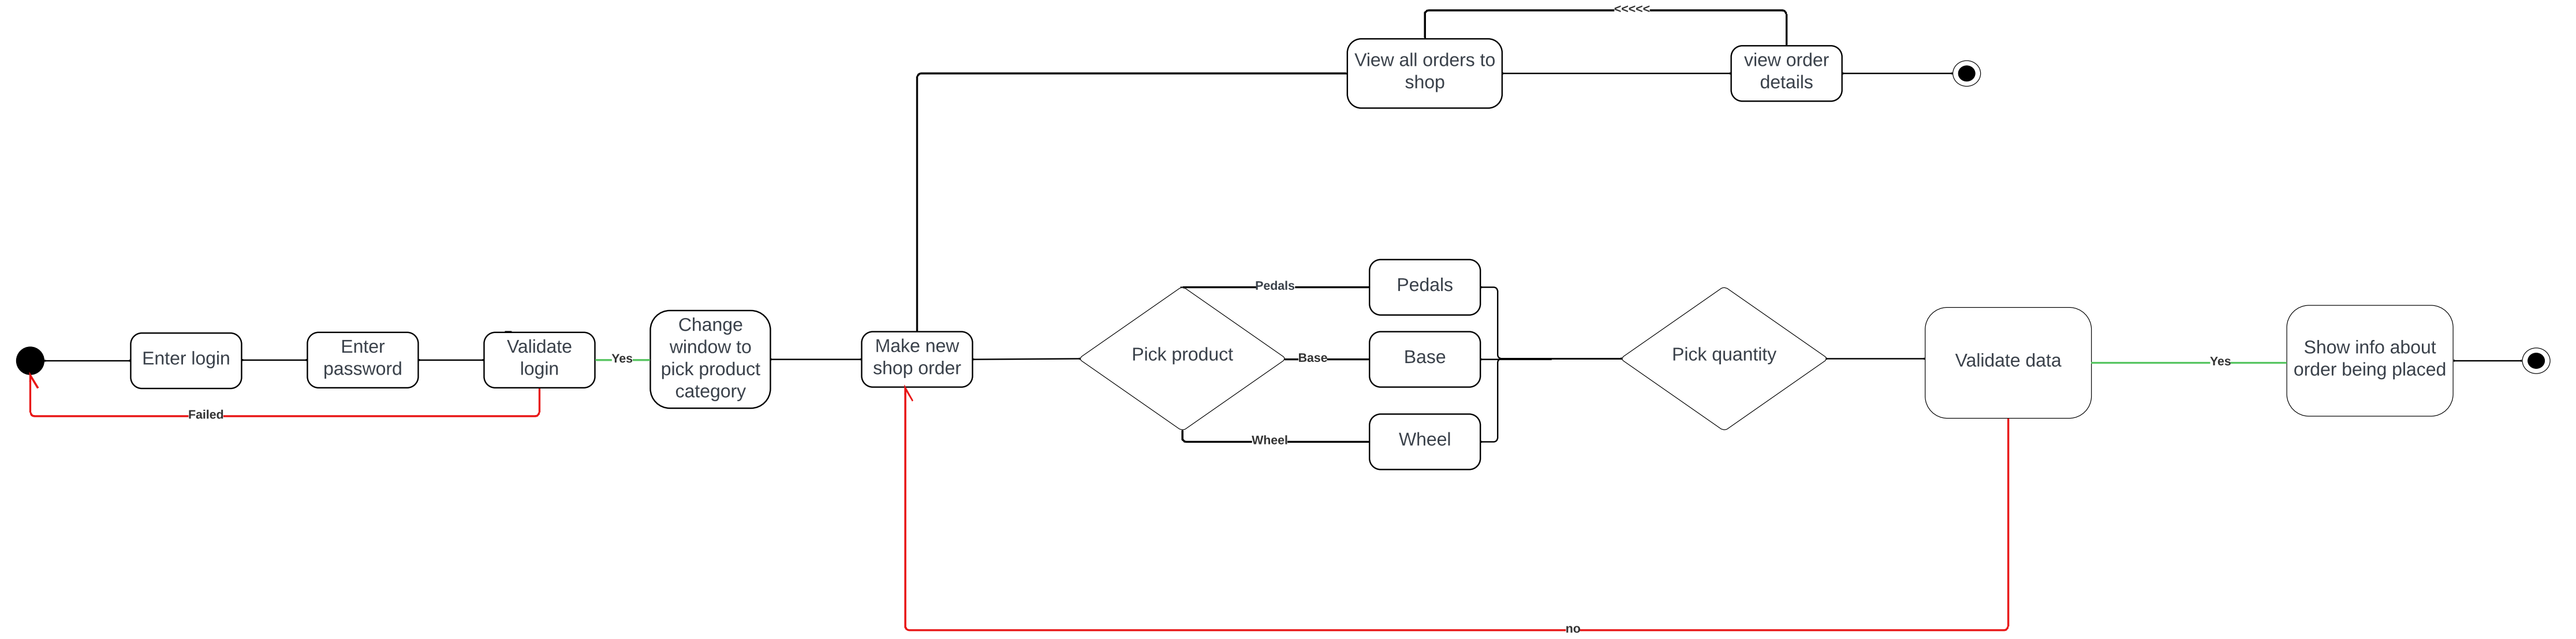 <<<<<
View all orders to
shop
view order
details
Enter login
Enter
password
Validate
login
Failed
Yes
Change
window to
pick product
category
Make new
shop order
Pick product
Pedals
Base
Wheel
Pedals
Base
Wheel
Pick quantity
Validate data
Yes
Show info about
order being placed
no